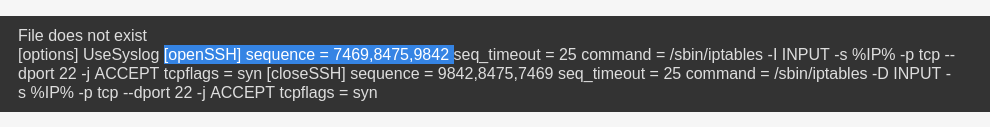 File does not exist
[options] UseSyslog [openSSH] sequence = 7469,8475,9842 seq_timeout = 25 command = /sbin/iptables -I INPUT -s %IP% -p tcp --
dport 22 -j ACCEPT tcpflags = syn [closeSSH] sequence = 9842,8475,7469 seq_timeout = 25 command = /sbin/iptables -D INPUT -
s %IP% -p tcp --dport 22 -j ACCEPT tcpflags = syn